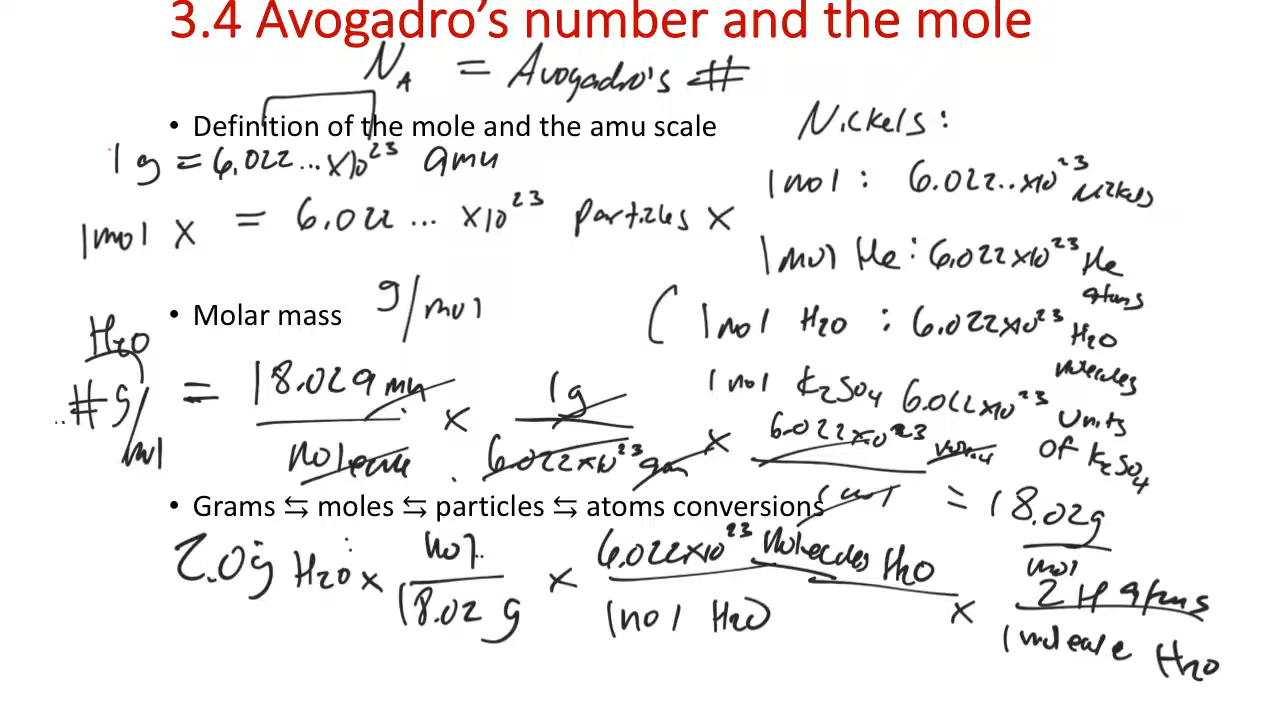 3.4 Avogadro's number and the mole
N_A = Avogadro's #
• Definition of the mole and the amu scale
1 g = 6.022... x10^23 amu
1 mol X = 6.022 ... x10^23 particles X
Nickels:
1 mol : 6.022..x10^23 Nickels
1 mol He : 6.022x10^23 He atoms
( 1 mol H2O : 6.022x10^23 H2O molecules
1 mol K2SO4 6.022x10^23 units of K2SO4
• Molar mass g/mol
H2O
# g/mol = 18.02 amu / molecule x 1g / 6.022x10^23 amu x 6.022x10^23 molec / 1 mol = 18.02g / mol
• Grams ⇆ moles ⇆ particles ⇆ atoms conversions
2.0g H2O x mol / 18.02 g x 6.022x10^23 molecules H2O / 1 mol H2O x 2 H atoms / 1 molecule H2O